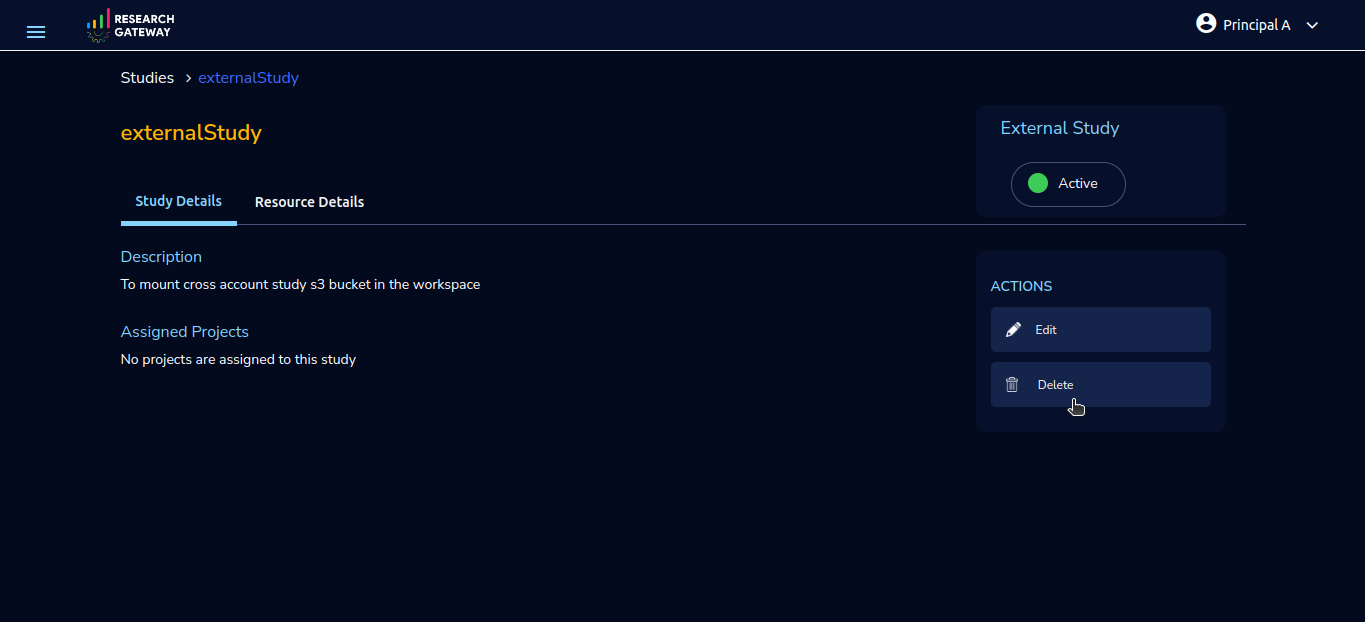 RESEARCH
GATEWAY
Principal A
Studies > externalStudy
externalStudy
External Study
Active
Study Details
Resource Details
Description
To mount cross account study s3 bucket in the workspace
Assigned Projects
No projects are assigned to this study
ACTIONS
Edit
Delete